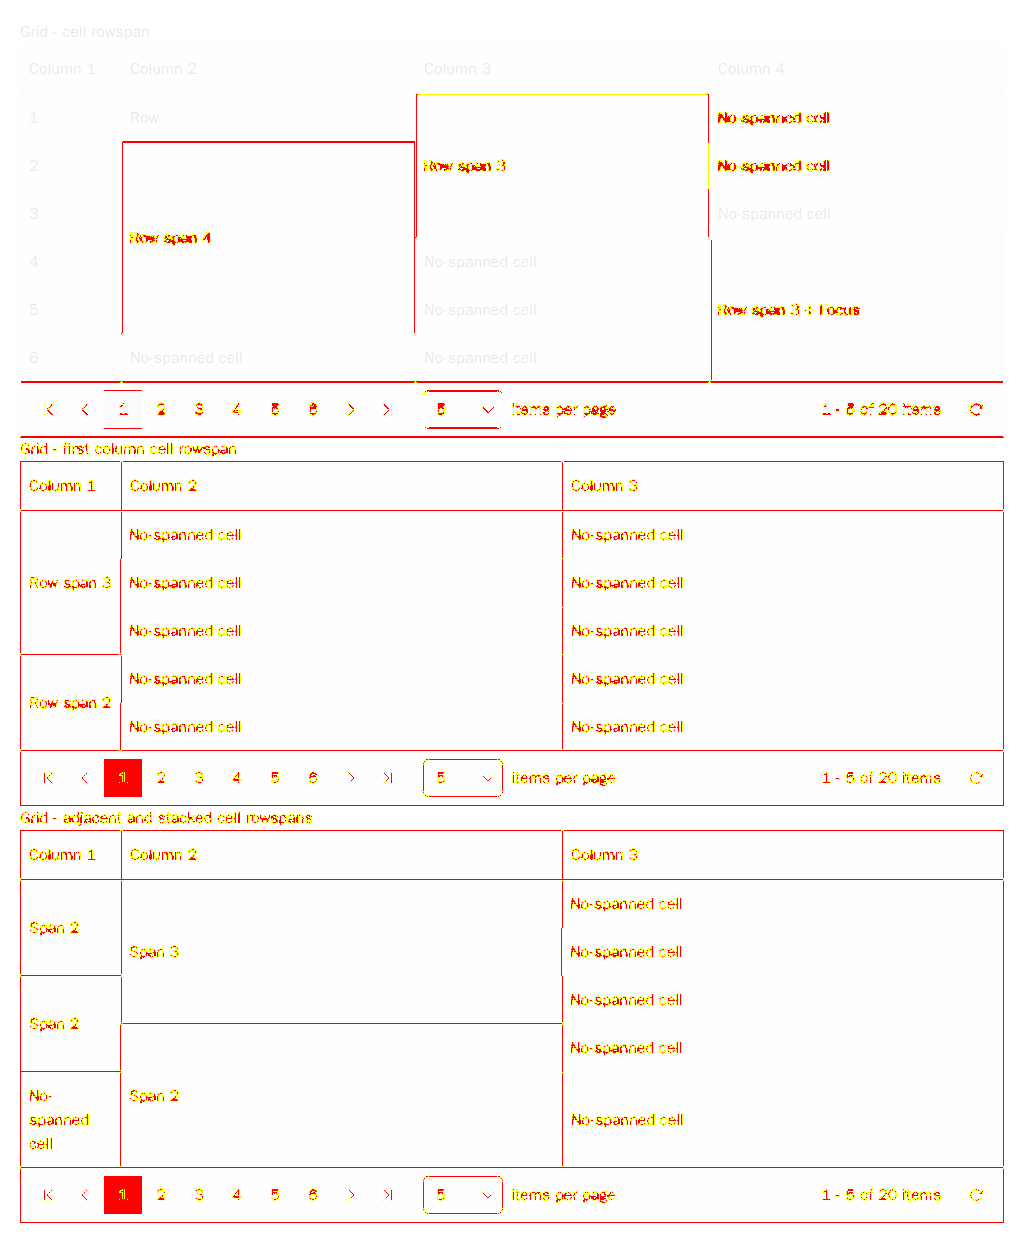 Grid - cell rowspan
Column 1 Column 2 Column 3 Column 4
1 Row No-spanned cell
2 Row span 3 No-spanned cell
3 No-spanned cell
Row span 4
4 No-spanned cell
5 No-spanned cell Row span 3 + Focus
6 No-spanned cell No-spanned cell
1 2 3 4 5 6 5 items per page 1 - 5 of 20 items
Grid - first column cell rowspan
Column 1 Column 2 Column 3
No-spanned cell No-spanned cell
Row span 3 No-spanned cell No-spanned cell
No-spanned cell No-spanned cell
No-spanned cell No-spanned cell
Row span 2
No-spanned cell No-spanned cell
1 2 3 4 5 6 5 items per page 1 - 5 of 20 items
Grid - adjacent and stacked cell rowspans
Column 1 Column 2 Column 3
No-spanned cell
Span 2
Span 3 No-spanned cell
No-spanned cell
Span 2
No-spanned cell
No- Span 2
spanned No-spanned cell
cell
1 2 3 4 5 6 5 items per page 1 - 5 of 20 items